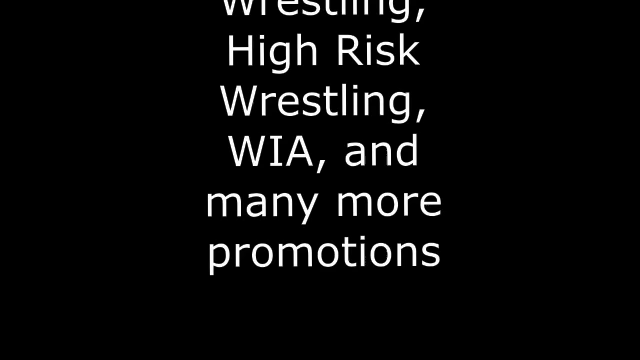 Wrestling,
High Risk
Wrestling,
WIA, and
many more
promotions